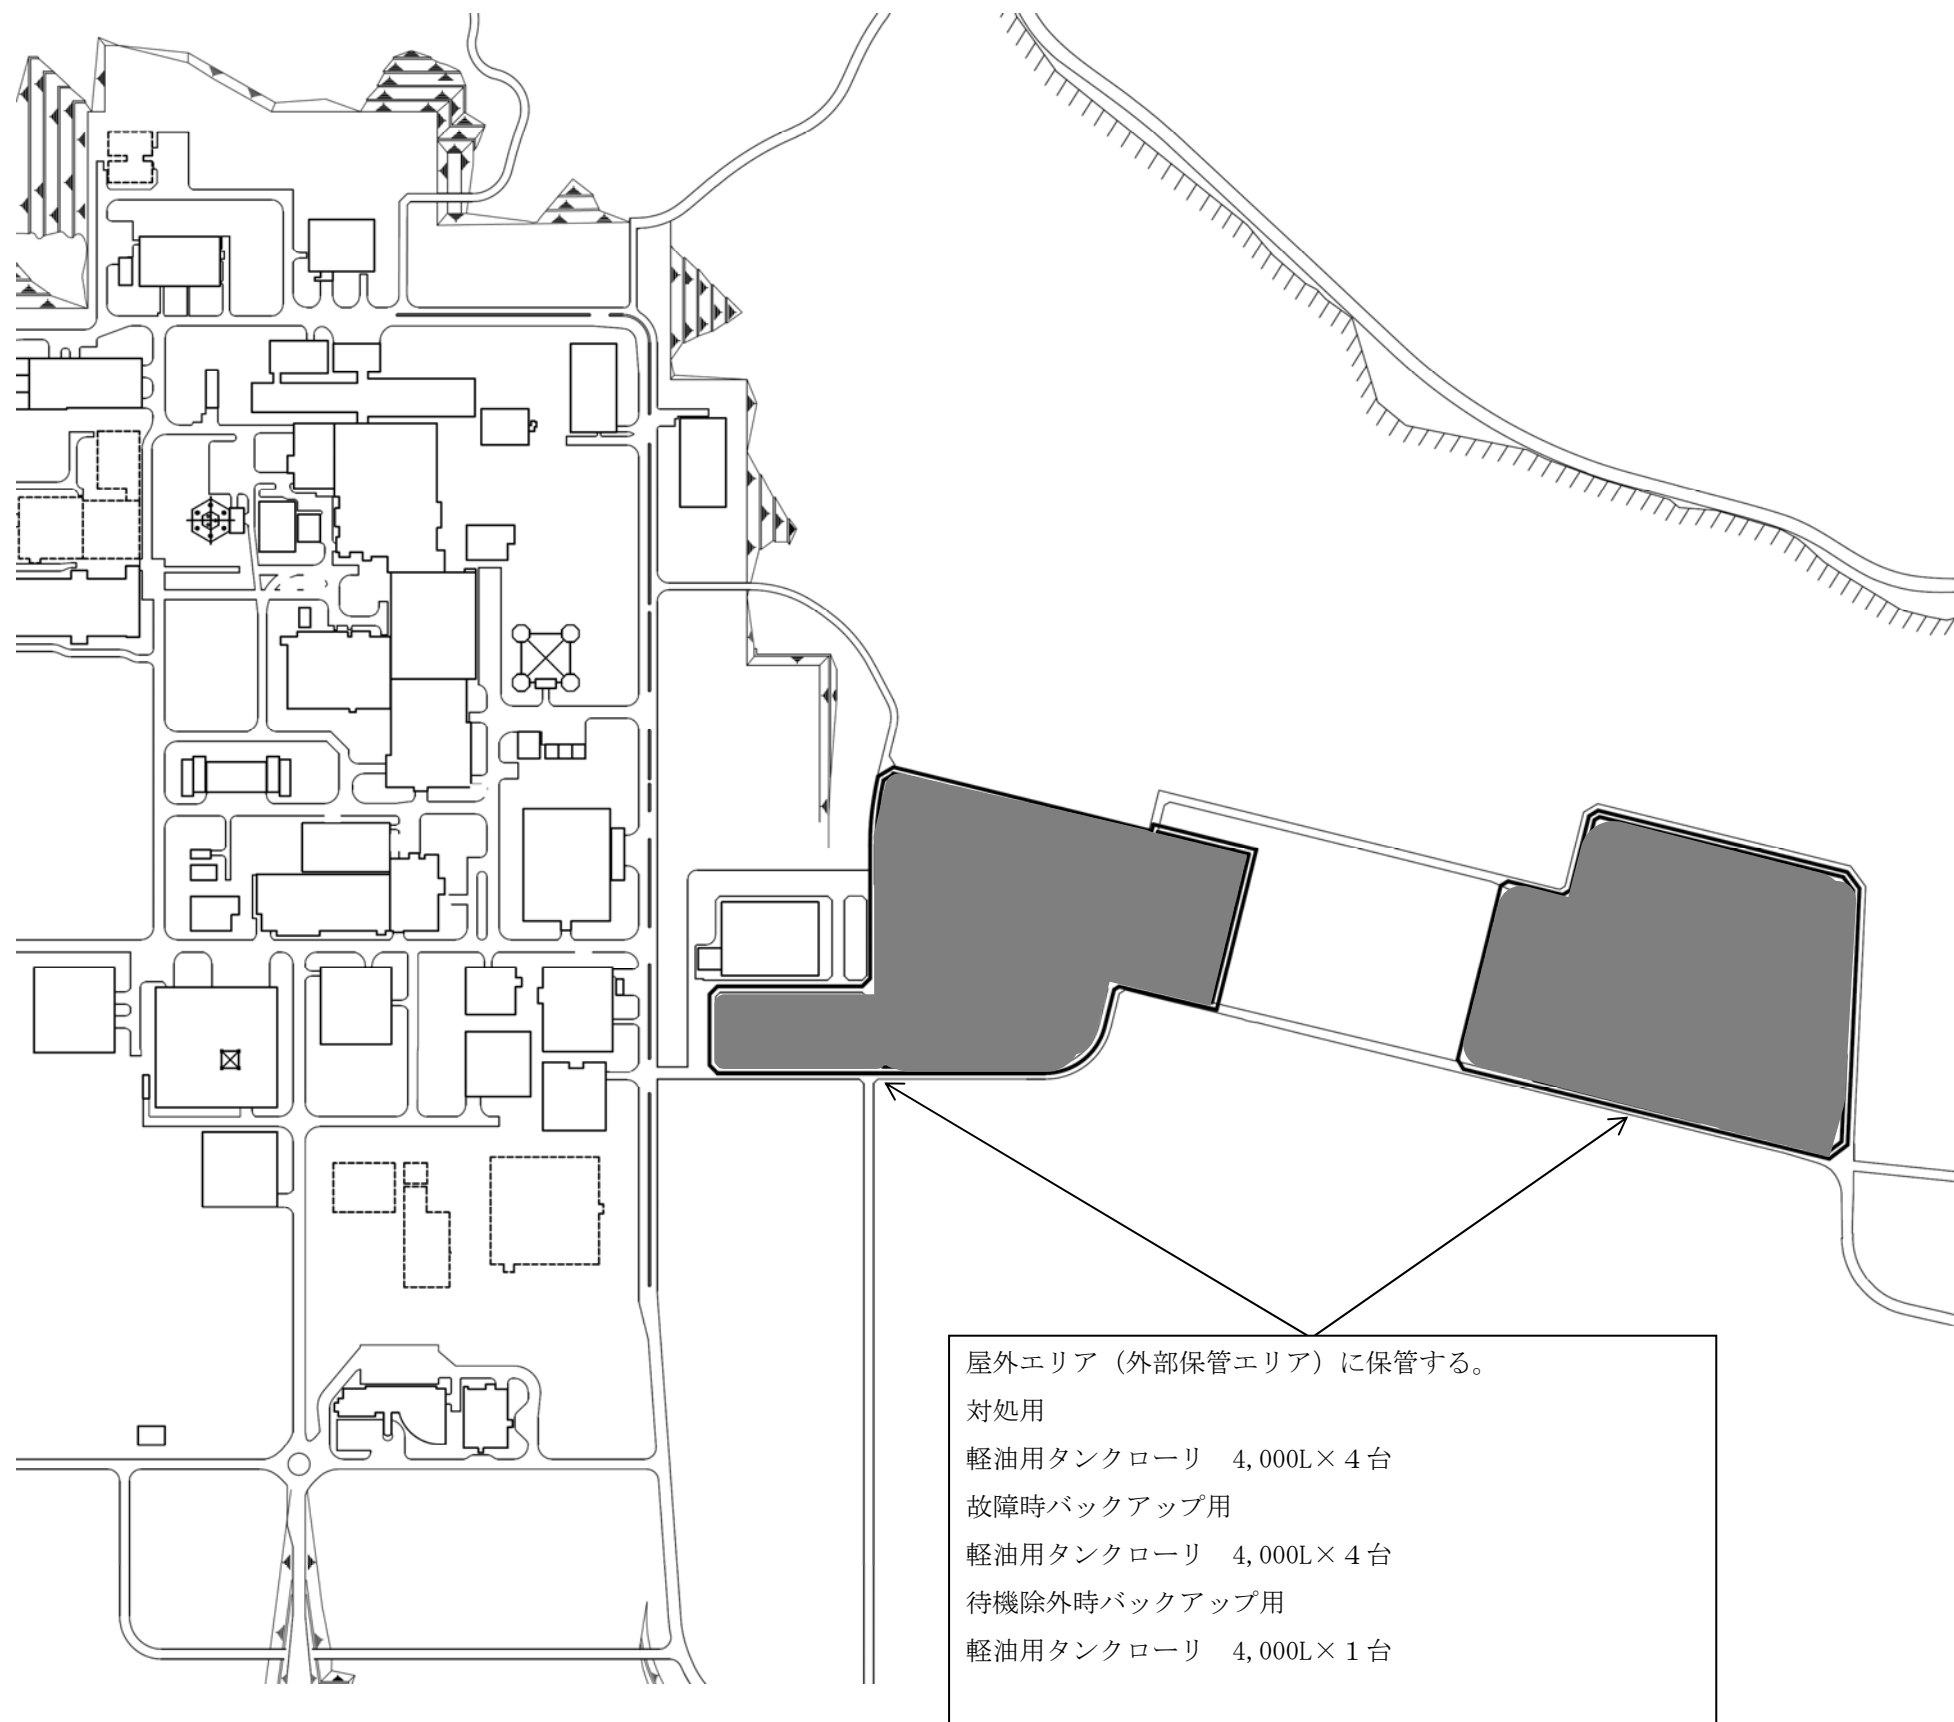 屋外エリア（外部保管エリア）に保管する。
対処用
軽油用タンクローリ　4,000L×４台
故障時バックアップ用
軽油用タンクローリ　4,000L×４台
待機除外時バックアップ用
軽油用タンクローリ　4,000L×１台